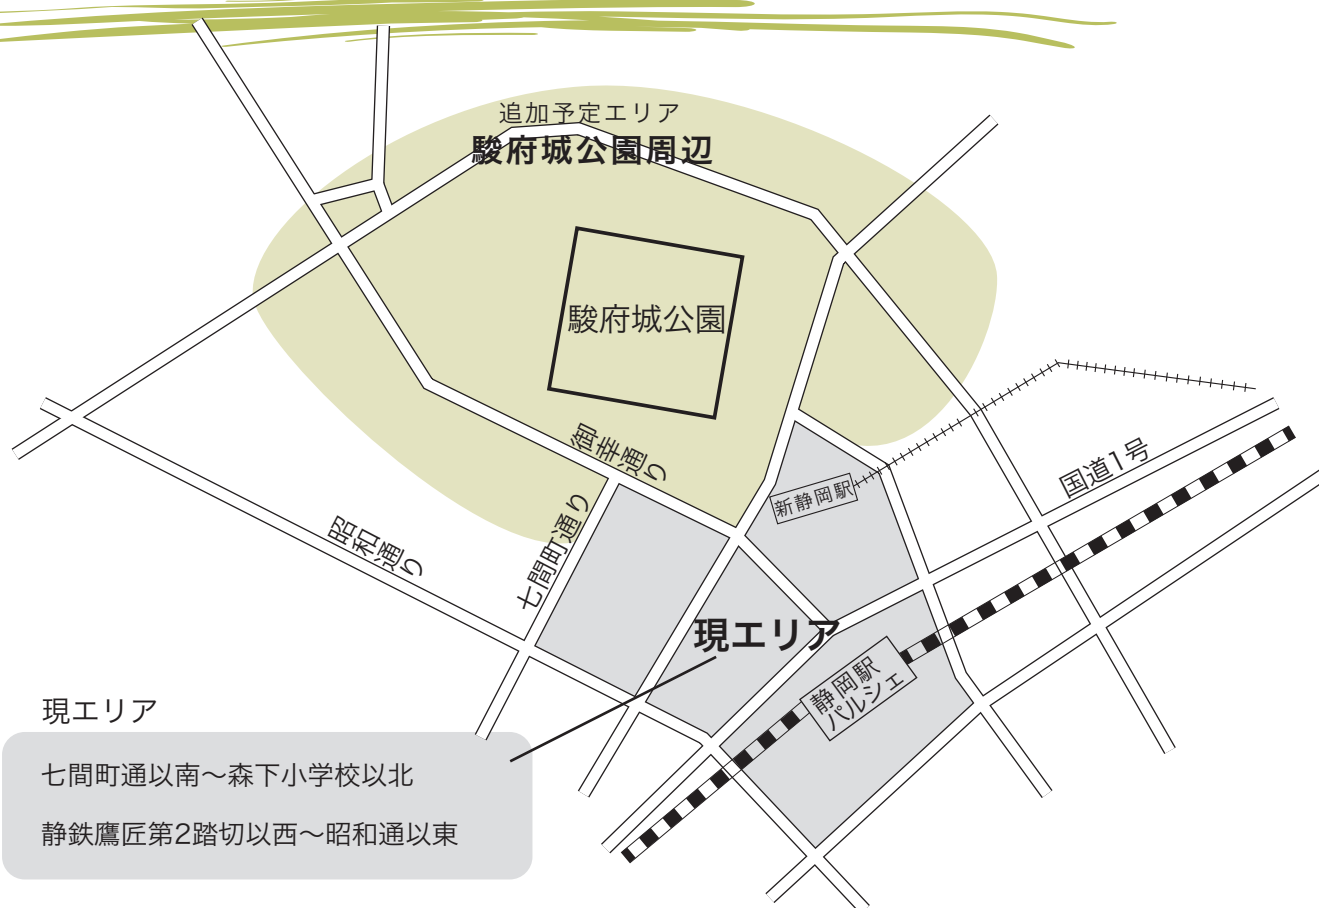 追加予定エリア
駿府城公園周辺
駿府城公園
御幸通り
七間町通り
昭和通り
新静岡駅
国道1号
現エリア
静岡駅
パルシェ
現エリア
七間町通以南〜森下小学校以北
静鉄鷹匠第2踏切以西〜昭和通以東